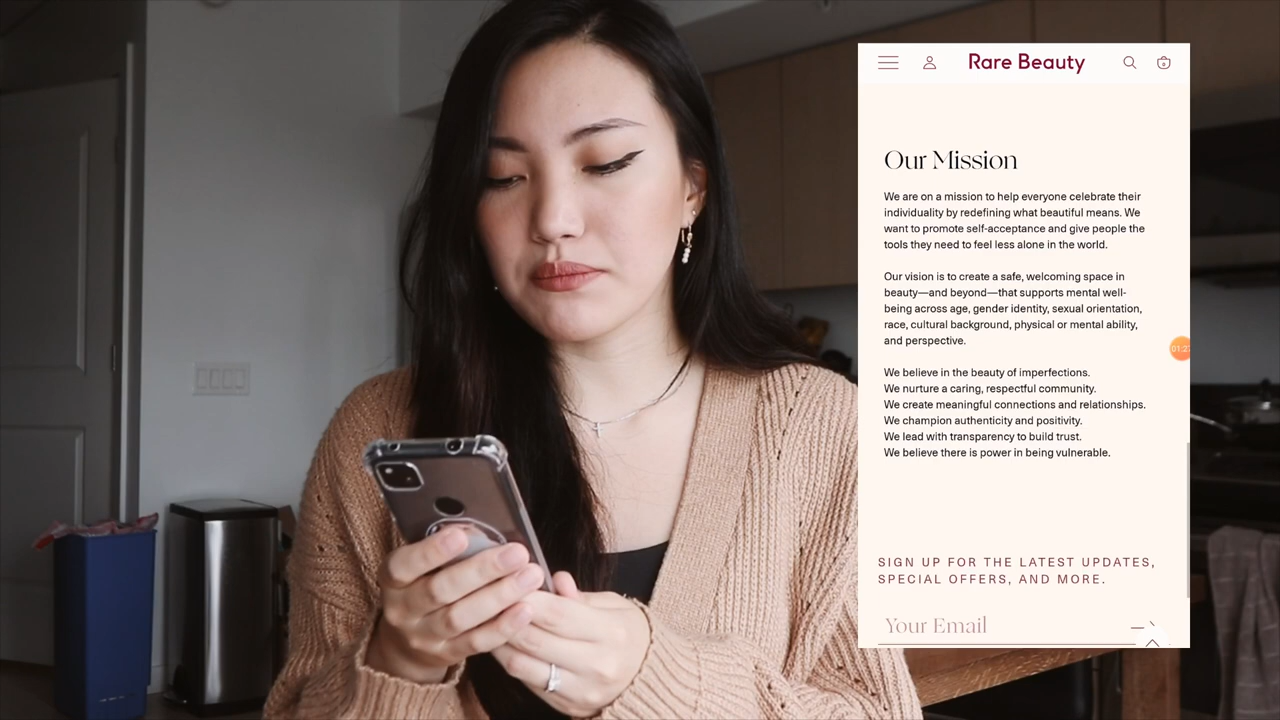 Rare Beauty
0
Our Mission
We are on a mission to help everyone celebrate their
individuality by redefining what beautiful means. We
want to promote self-acceptance and give people the
tools they need to feel less alone in the world.
Our vision is to create a safe, welcoming space in
beauty—and beyond—that supports mental well-
being across age, gender identity, sexual orientation,
race, cultural background, physical or mental ability,
and perspective.
We believe in the beauty of imperfections.
We nurture a caring, respectful community.
We create meaningful connections and relationships.
We champion authenticity and positivity.
We lead with transparency to build trust.
We believe there is power in being vulnerable.
SIGN UP FOR THE LATEST UPDATES,
SPECIAL OFFERS, AND MORE.
Your Email